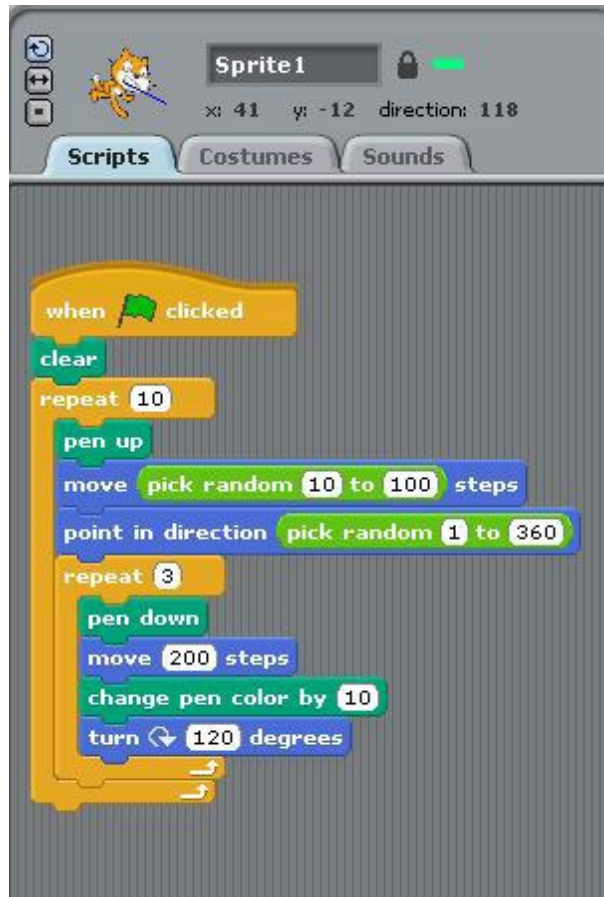 Sprite1
x: 41 y: -12 direction: 118
Scripts Costumes Sounds
when clicked
clear
repeat 10
pen up
move pick random 10 to 100 steps
point in direction pick random 1 to 360
repeat 3
pen down
move 200 steps
change pen color by 10
turn 120 degrees